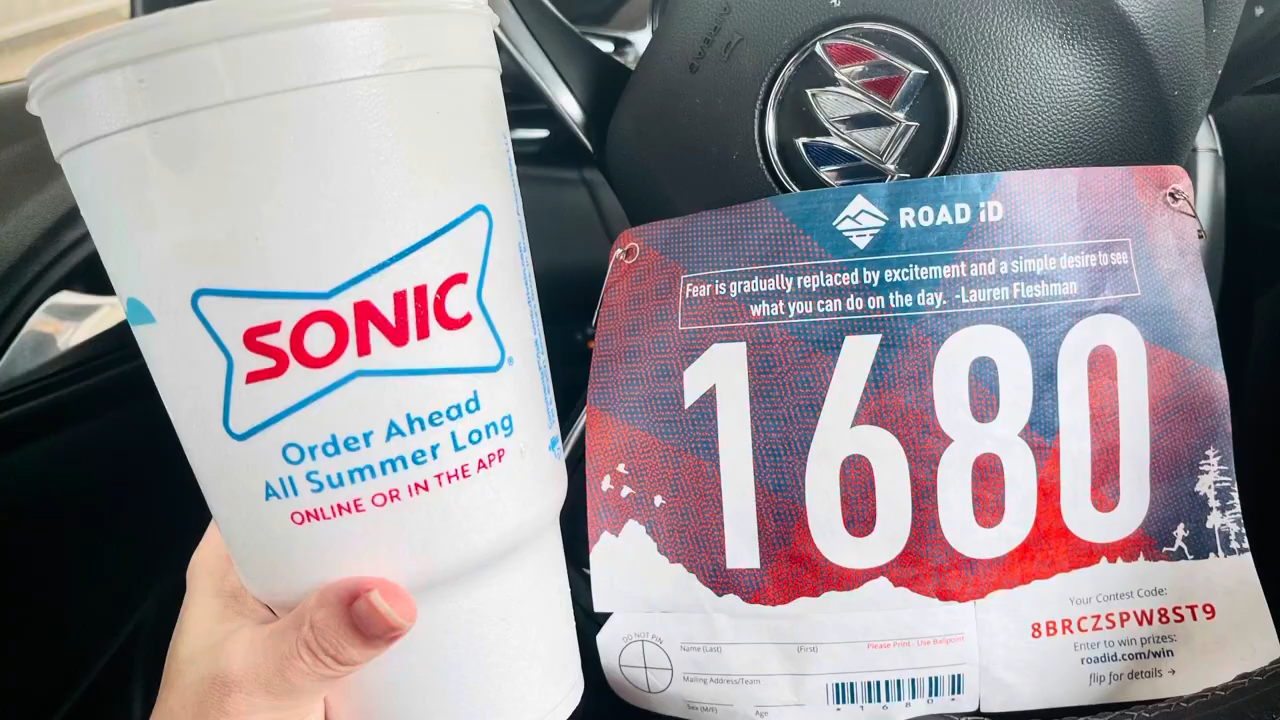 SONIC
Order Ahead
All Summer Long
ONLINE OR IN THE APP
AIRBAG
ROAD iD
Fear is gradually replaced by excitement and a simple desire to see
what you can do on the day. -Lauren Fleshman
1680
DO NOT PIN
Name (Last) (First) Please Print - Use Ballpoint
Mailing Address/Team
Sex (M/F) Age
*1680*
Your Contest Code:
8BRCZSPW8ST9
Enter to win prizes:
roadid.com/win
flip for details →